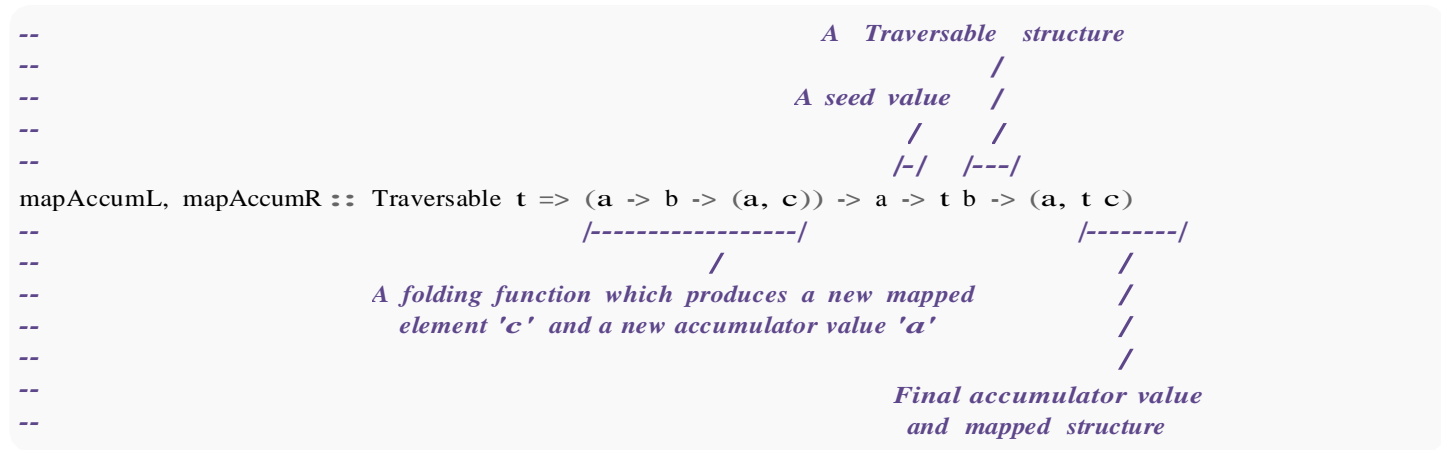 --                                                        A Traversable structure
--                                                                    /
--                                                      A seed value  /
--                                                             /      /
--                                                            /-/   /---/
mapAccumL, mapAccumR :: Traversable t => (a -> b -> (a, c)) -> a -> t b -> (a, t c)
--                                       /------------------/              /--------/
--                                                /                             /
--                         A folding function which produces a new mapped       /
--                           element 'c' and a new accumulator value 'a'        /
--                                                                              /
--                                                             Final accumulator value
--                                                              and mapped structure